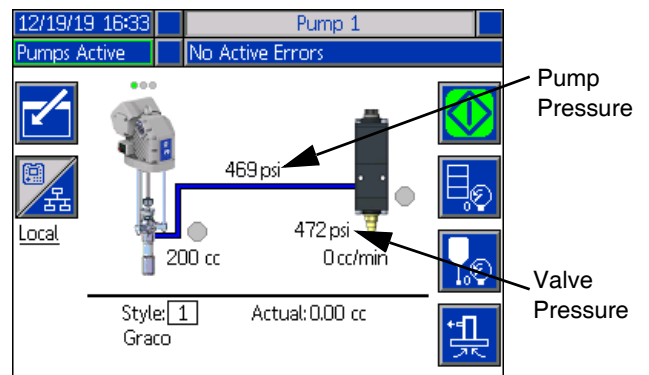 12/19/19 16:33
Pump 1
Pumps Active
No Active Errors
Pump
Pressure
469 psi
Local
472 psi
200 cc
0 cc/min
Valve
Pressure
Style: 1
Actual: 0.00 cc
Graco